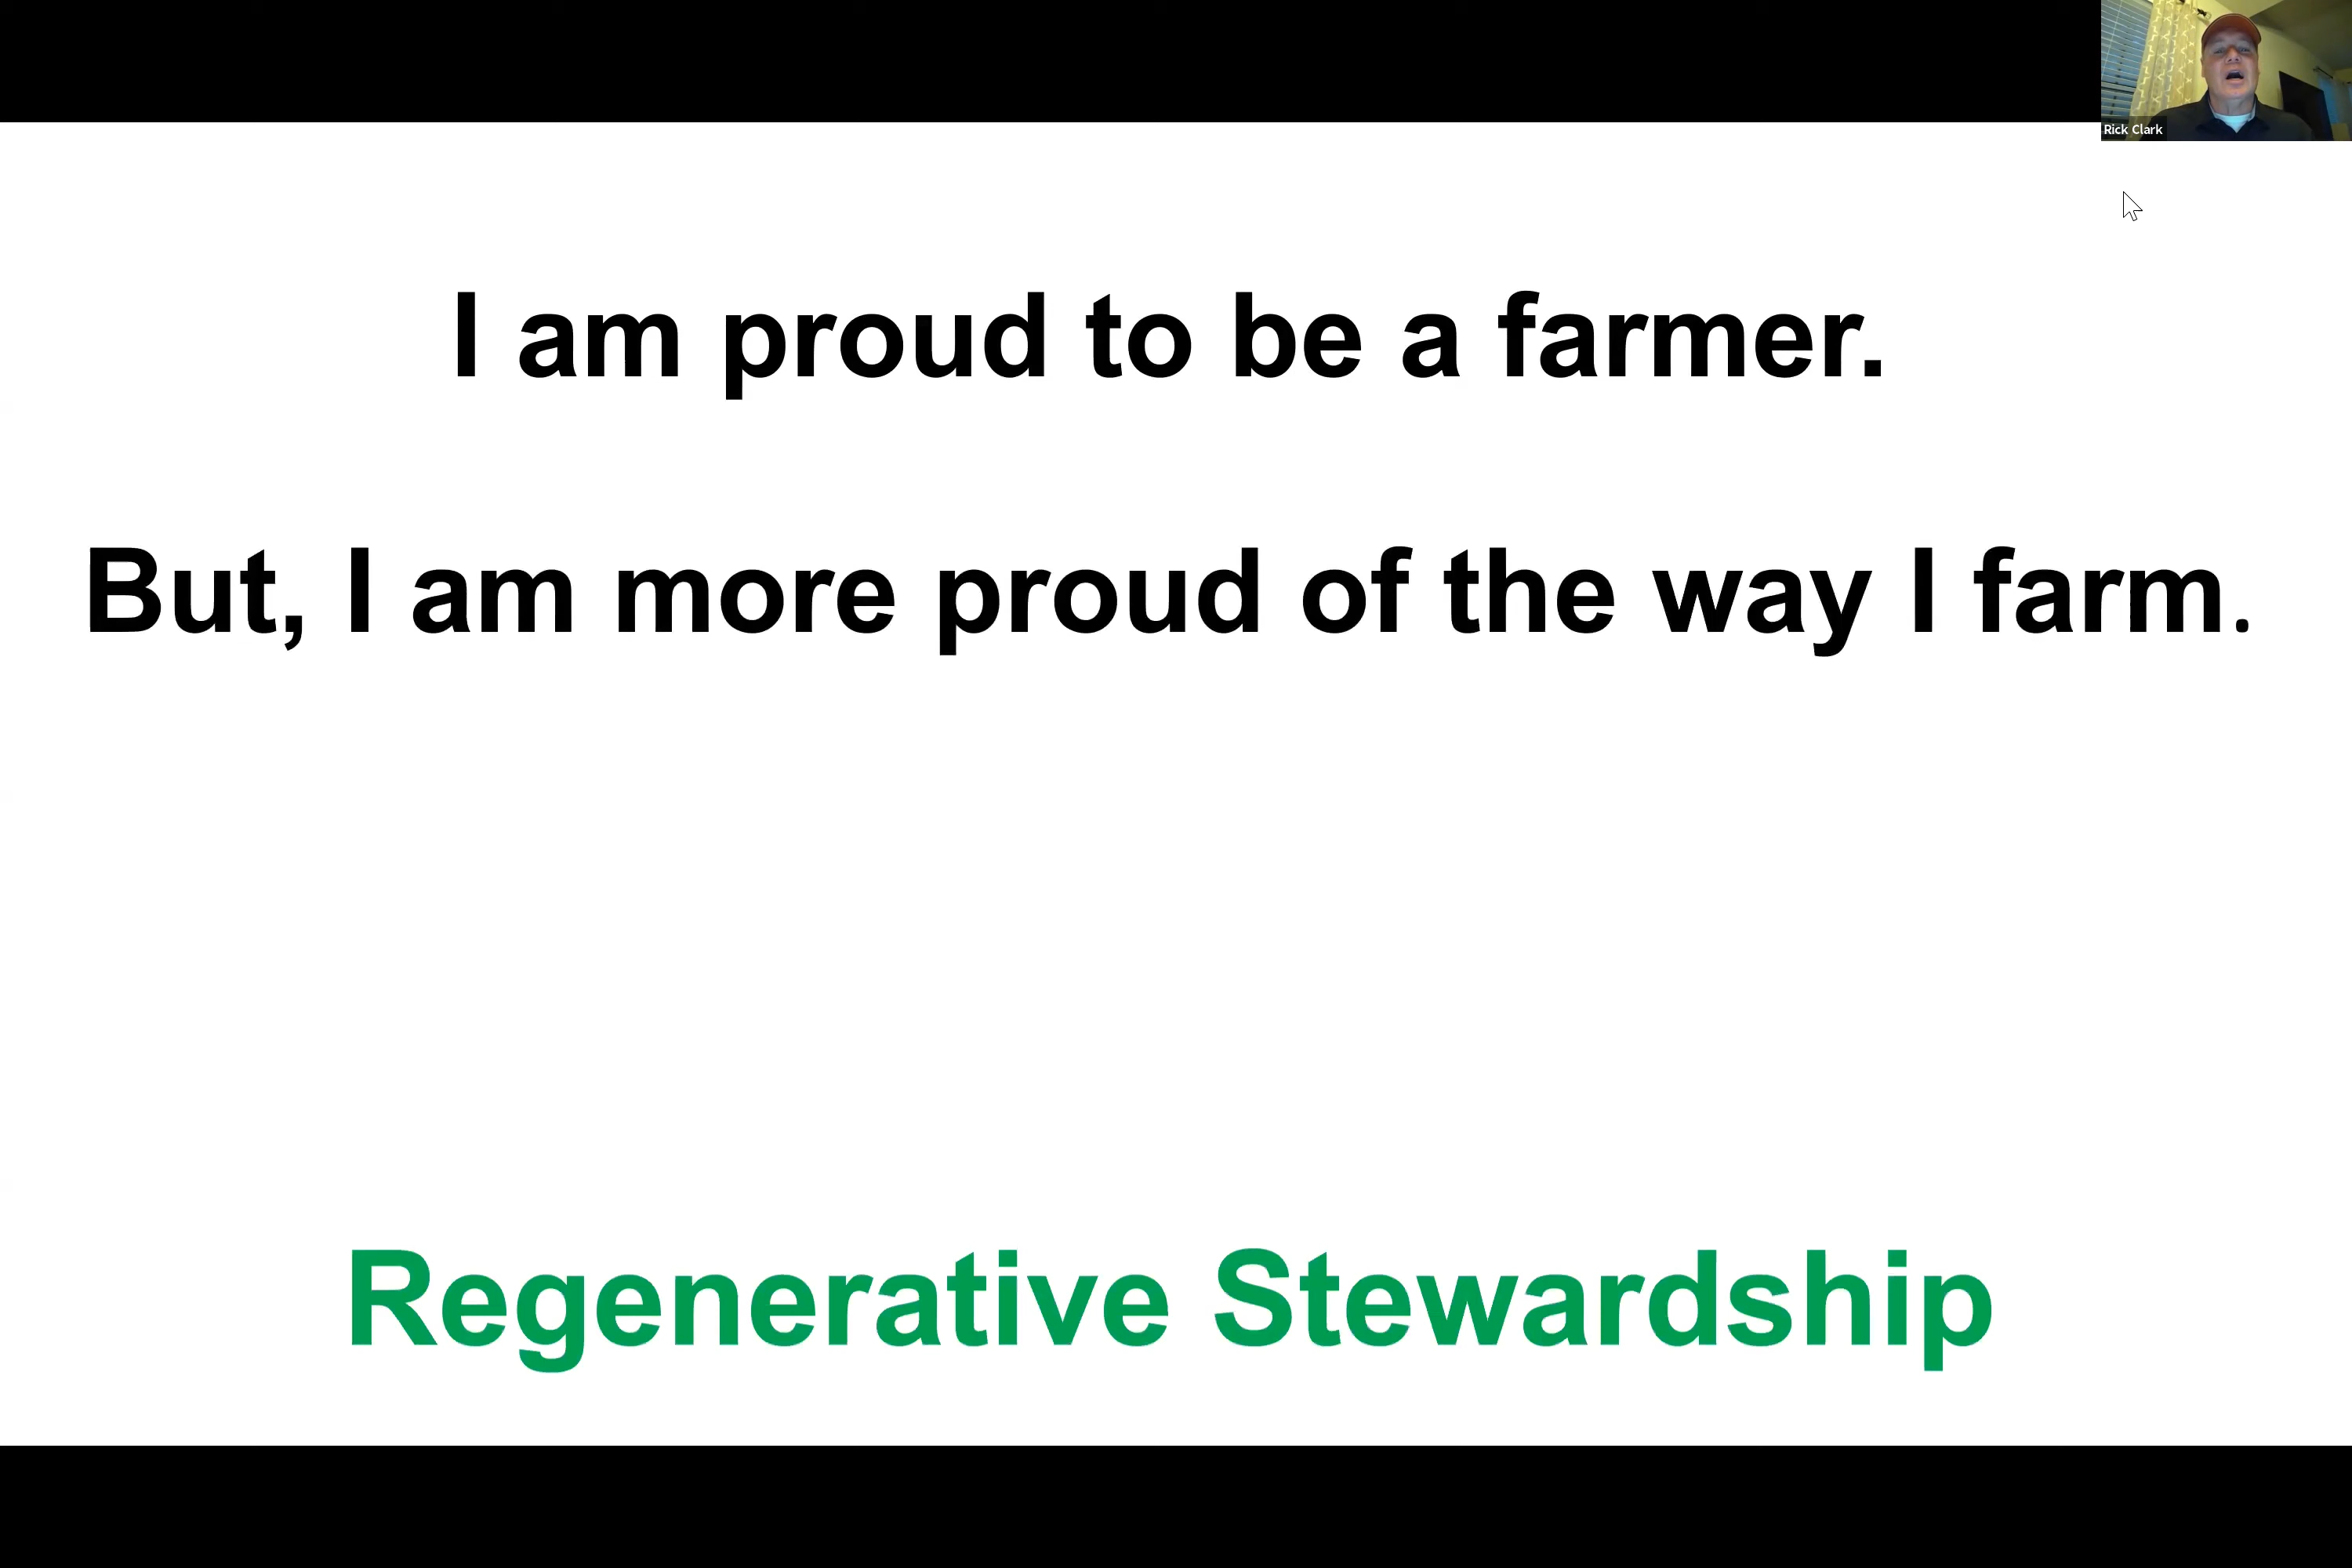 Rick Clark
I am proud to be a farmer.
But, I am more proud of the way I farm.
Regenerative Stewardship